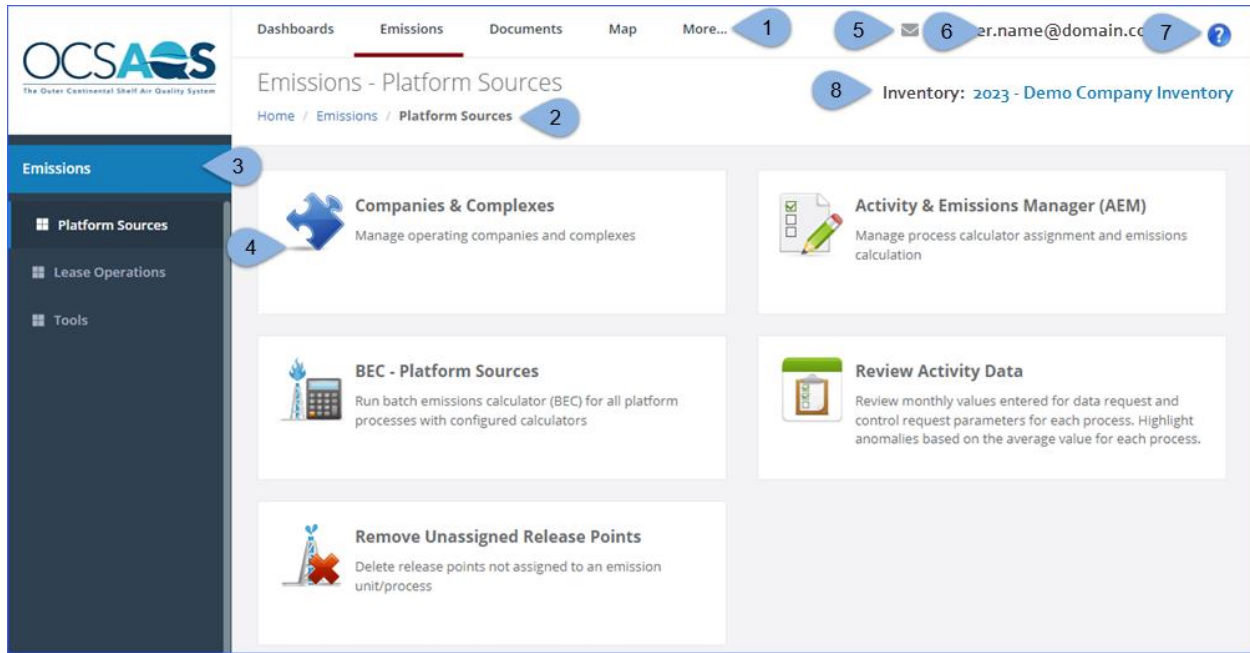 Dashboards Emissions Documents Map More... 1 5 6 er.name@domain.co 7 ?
OCSAQS
The Outer Continental Shelf Air Quality System
Emissions - Platform Sources
8 Inventory: 2023 - Demo Company Inventory
Home / Emissions / Platform Sources 2
Emissions 3
Platform Sources
Lease Operations
Tools
4
Companies & Complexes
Manage operating companies and complexes
Activity & Emissions Manager (AEM)
Manage process calculator assignment and emissions
calculation
BEC - Platform Sources
Run batch emissions calculator (BEC) for all platform
processes with configured calculators
Review Activity Data
Review monthly values entered for data request and
control request parameters for each process. Highlight
anomalies based on the average value for each process.
Remove Unassigned Release Points
Delete release points not assigned to an emission
unit/process